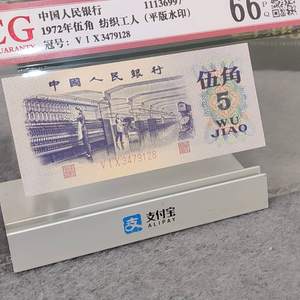 EG
GUARANTY
中国人民银行 11136997
1972年伍角 纺织工人（平版水印）
冠号：V I X 3479128
66 P
Q
中国人民银行
伍角
5
WU
JIAO
V I X 3479128
支付宝
ALIPAY